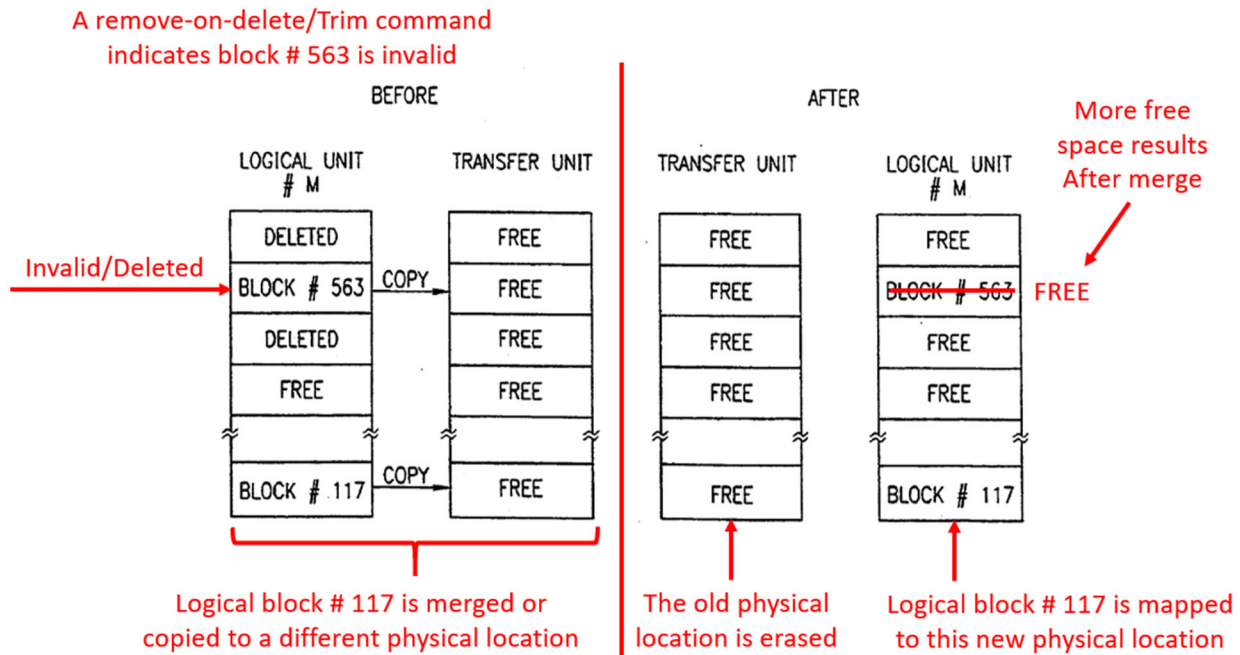 A remove-on-delete/Trim command
indicates block # 563 is invalid
BEFORE
AFTER
More free
space results
After merge
LOGICAL UNIT
# M
TRANSFER UNIT
TRANSFER UNIT
LOGICAL UNIT
# M
DELETED
FREE
FREE
FREE
Invalid/Deleted
BLOCK # 563
COPY
FREE
FREE
BLOCK # 563
FREE
DELETED
FREE
FREE
FREE
FREE
FREE
FREE
FREE
BLOCK # 117
COPY
FREE
FREE
BLOCK # 117
Logical block # 117 is merged or
copied to a different physical location
The old physical
location is erased
Logical block # 117 is mapped
to this new physical location